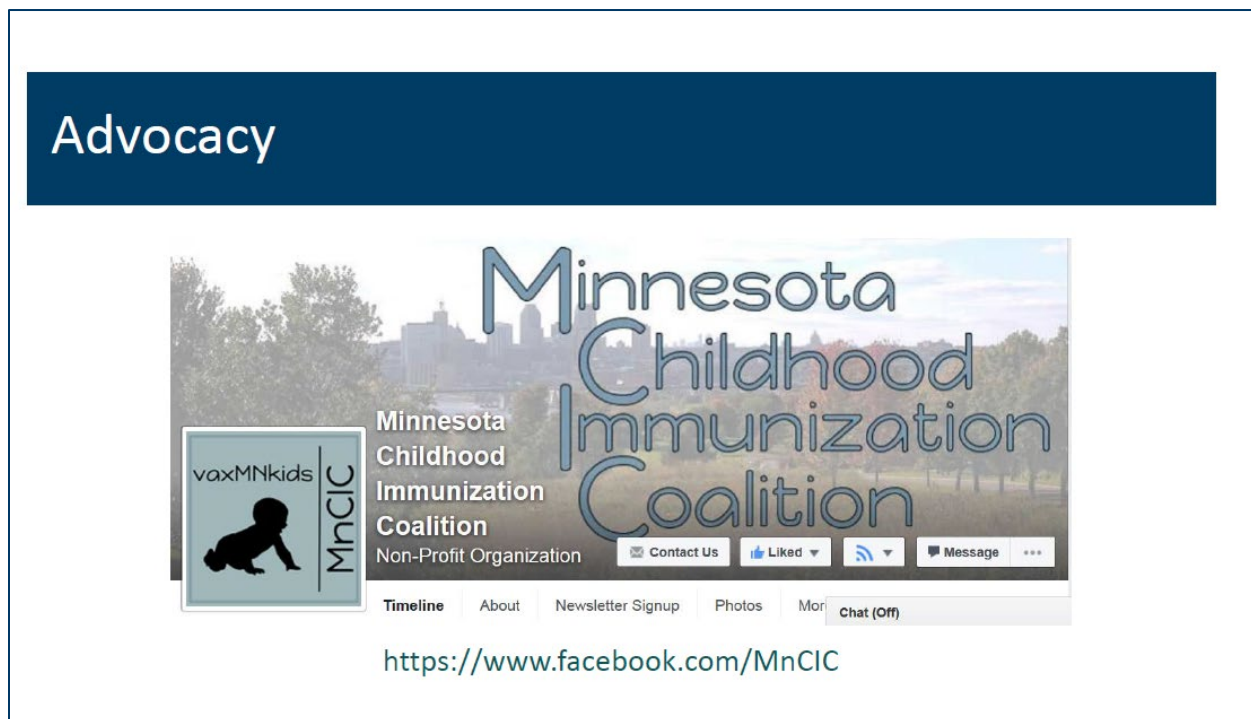 Advocacy
Minnesota
Childhood
Immunization
Coalition
Minnesota
Childhood
Immunization
Coalition
Non-Profit Organization
vaxMNkids
MnCIC
Contact Us
Liked
Message
Timeline About Newsletter Signup Photos Mor
Chat (Off)
https://www.facebook.com/MnCIC